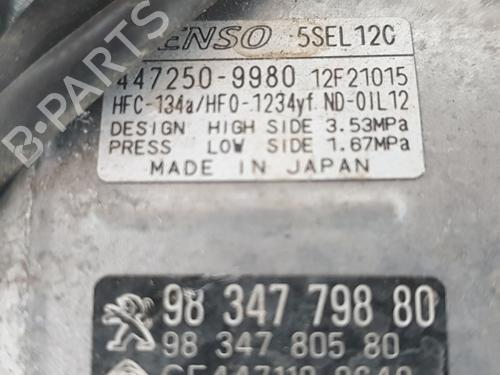 DENSO 5SEL12C
447250-9980 12F21015
HFC-134a/HFO-1234yf ND-OIL12
DESIGN HIGH SIDE 3.53MPa
PRESS LOW SIDE 1.67MPa
MADE IN JAPAN
98 347 798 80
98 347 805 80